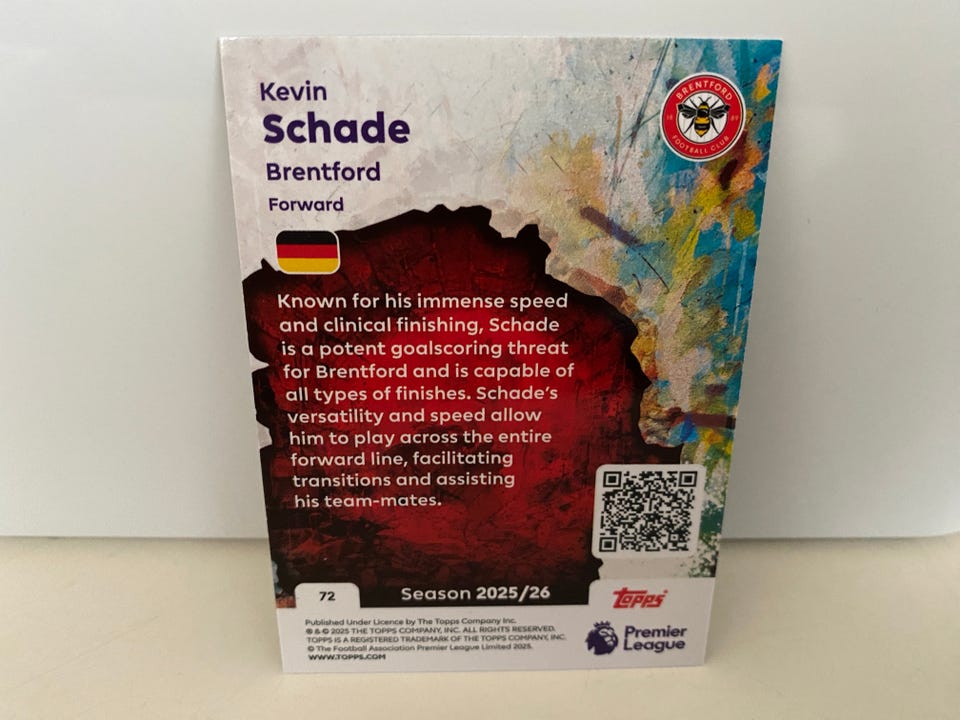 Kevin
Schade
Brentford
Forward
BRENTFORD
18 89
FOOTBALL CLUB
Known for his immense speed
and clinical finishing, Schade
is a potent goalscoring threat
for Brentford and is capable of
all types of finishes. Schade's
versatility and speed allow
him to play across the entire
forward line, facilitating
transitions and assisting
his team-mates.
72
Season 2025/26
Topps®
Published Under Licence by The Topps Company Inc.
® & © 2025 THE TOPPS COMPANY, INC. ALL RIGHTS RESERVED.
TOPPS IS A REGISTERED TRADEMARK OF THE TOPPS COMPANY, INC.
© The Football Association Premier League Limited 2025.
WWW.TOPPS.COM
Premier
League